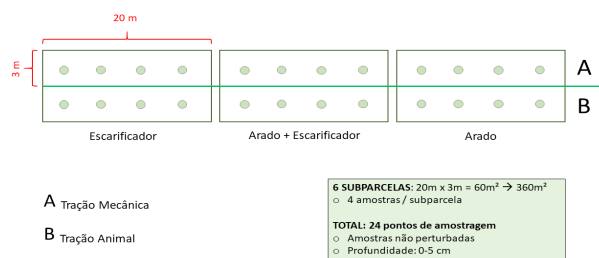 20 m
3 m
A
B
Escarificador
Arado + Escarificador
Arado
A Tração Mecânica
B Tração Animal
6 SUBPARCELAS: 20m x 3m = 60m² → 360m²
o 4 amostras / subparcela
TOTAL: 24 pontos de amostragem
o Amostras não perturbadas
o Profundidade: 0-5 cm